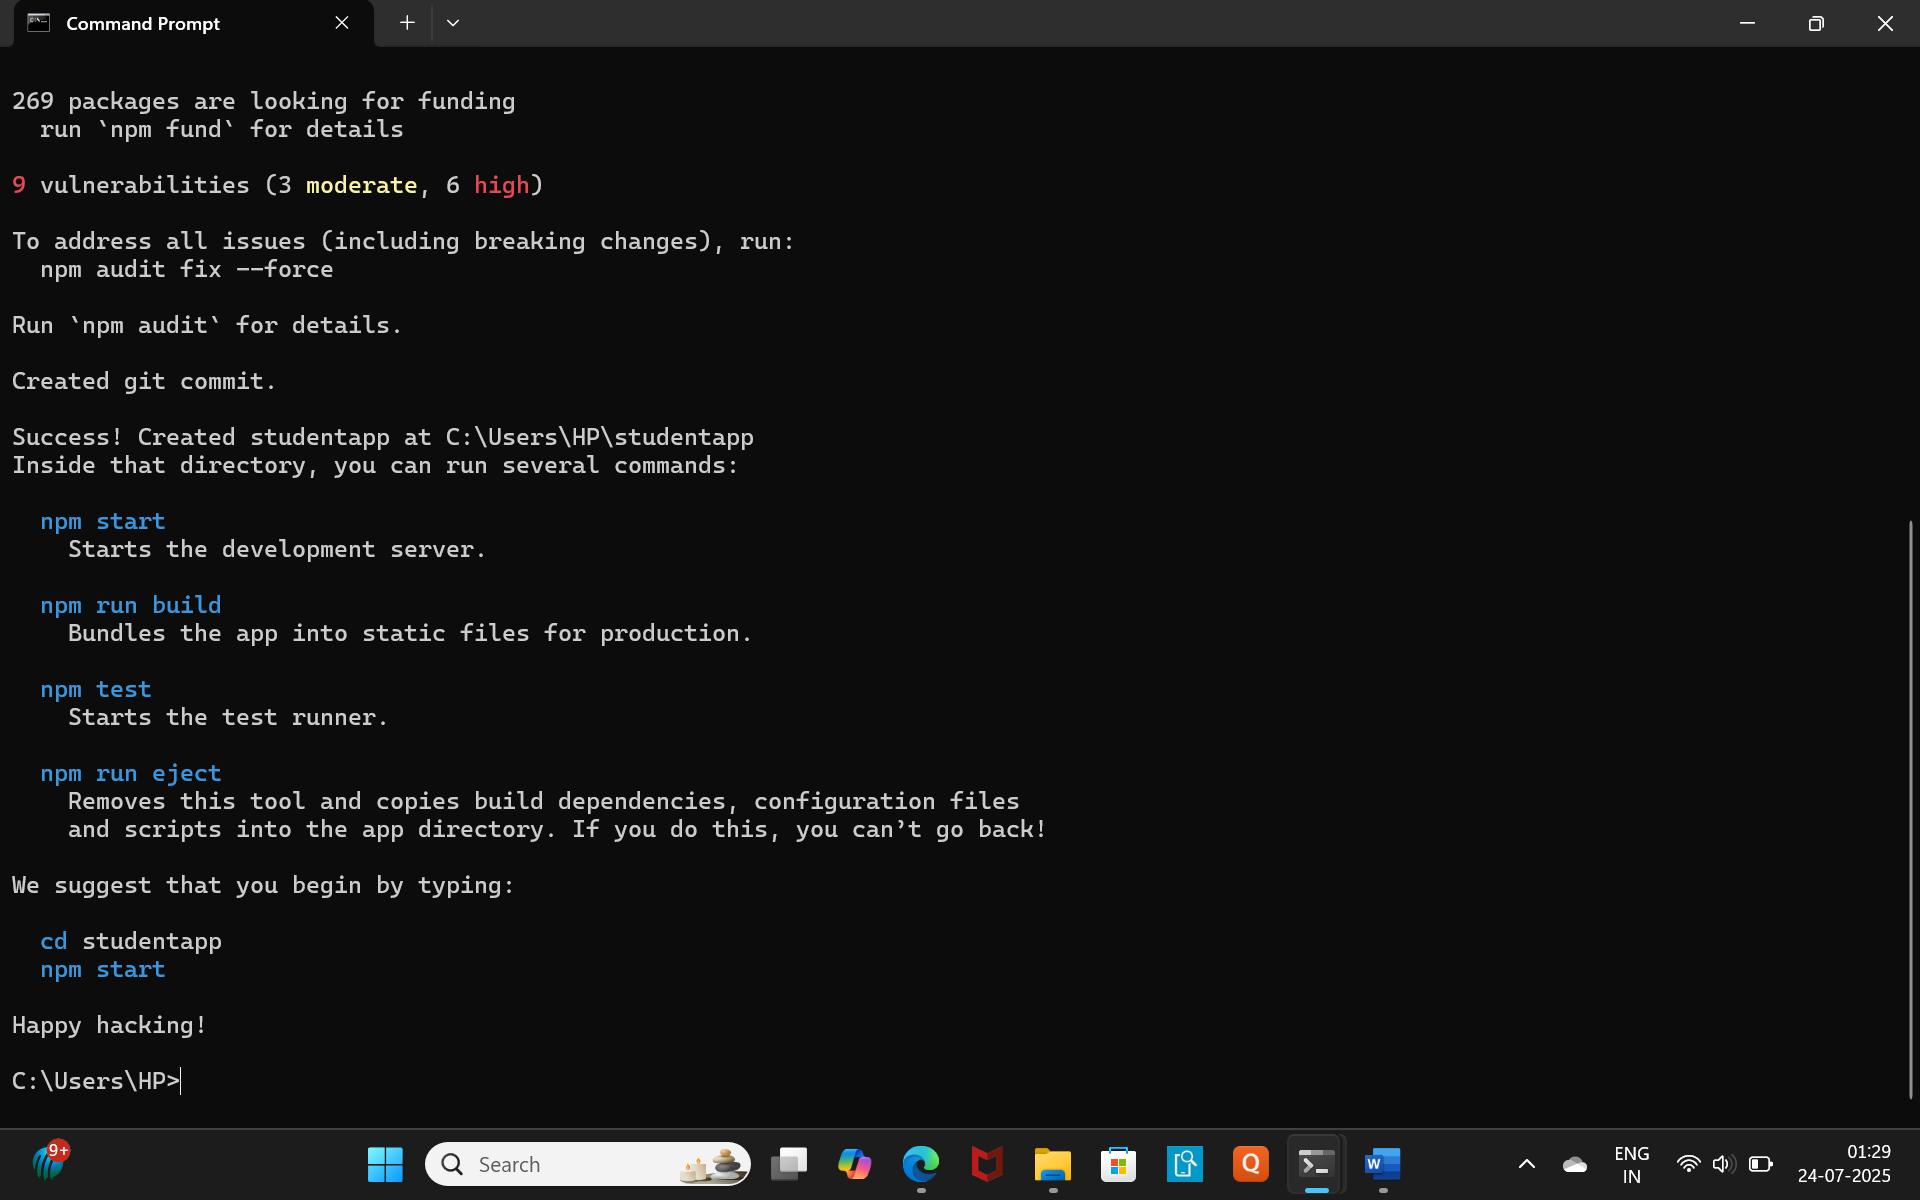 Command Prompt
269 packages are looking for funding
run `npm fund` for details
9 vulnerabilities (3 moderate, 6 high)
To address all issues (including breaking changes), run:
npm audit fix --force
Run `npm audit` for details.
Created git commit.
Success! Created studentapp at C:\Users\HP\studentapp
Inside that directory, you can run several commands:
npm start
Starts the development server.
npm run build
Bundles the app into static files for production.
npm test
Starts the test runner.
npm run eject
Removes this tool and copies build dependencies, configuration files
and scripts into the app directory. If you do this, you can’t go back!
We suggest that you begin by typing:
cd studentapp
npm start
Happy hacking!
C:\Users\HP>
9+
Search
Q
W
ENG
IN
01:29
24-07-2025